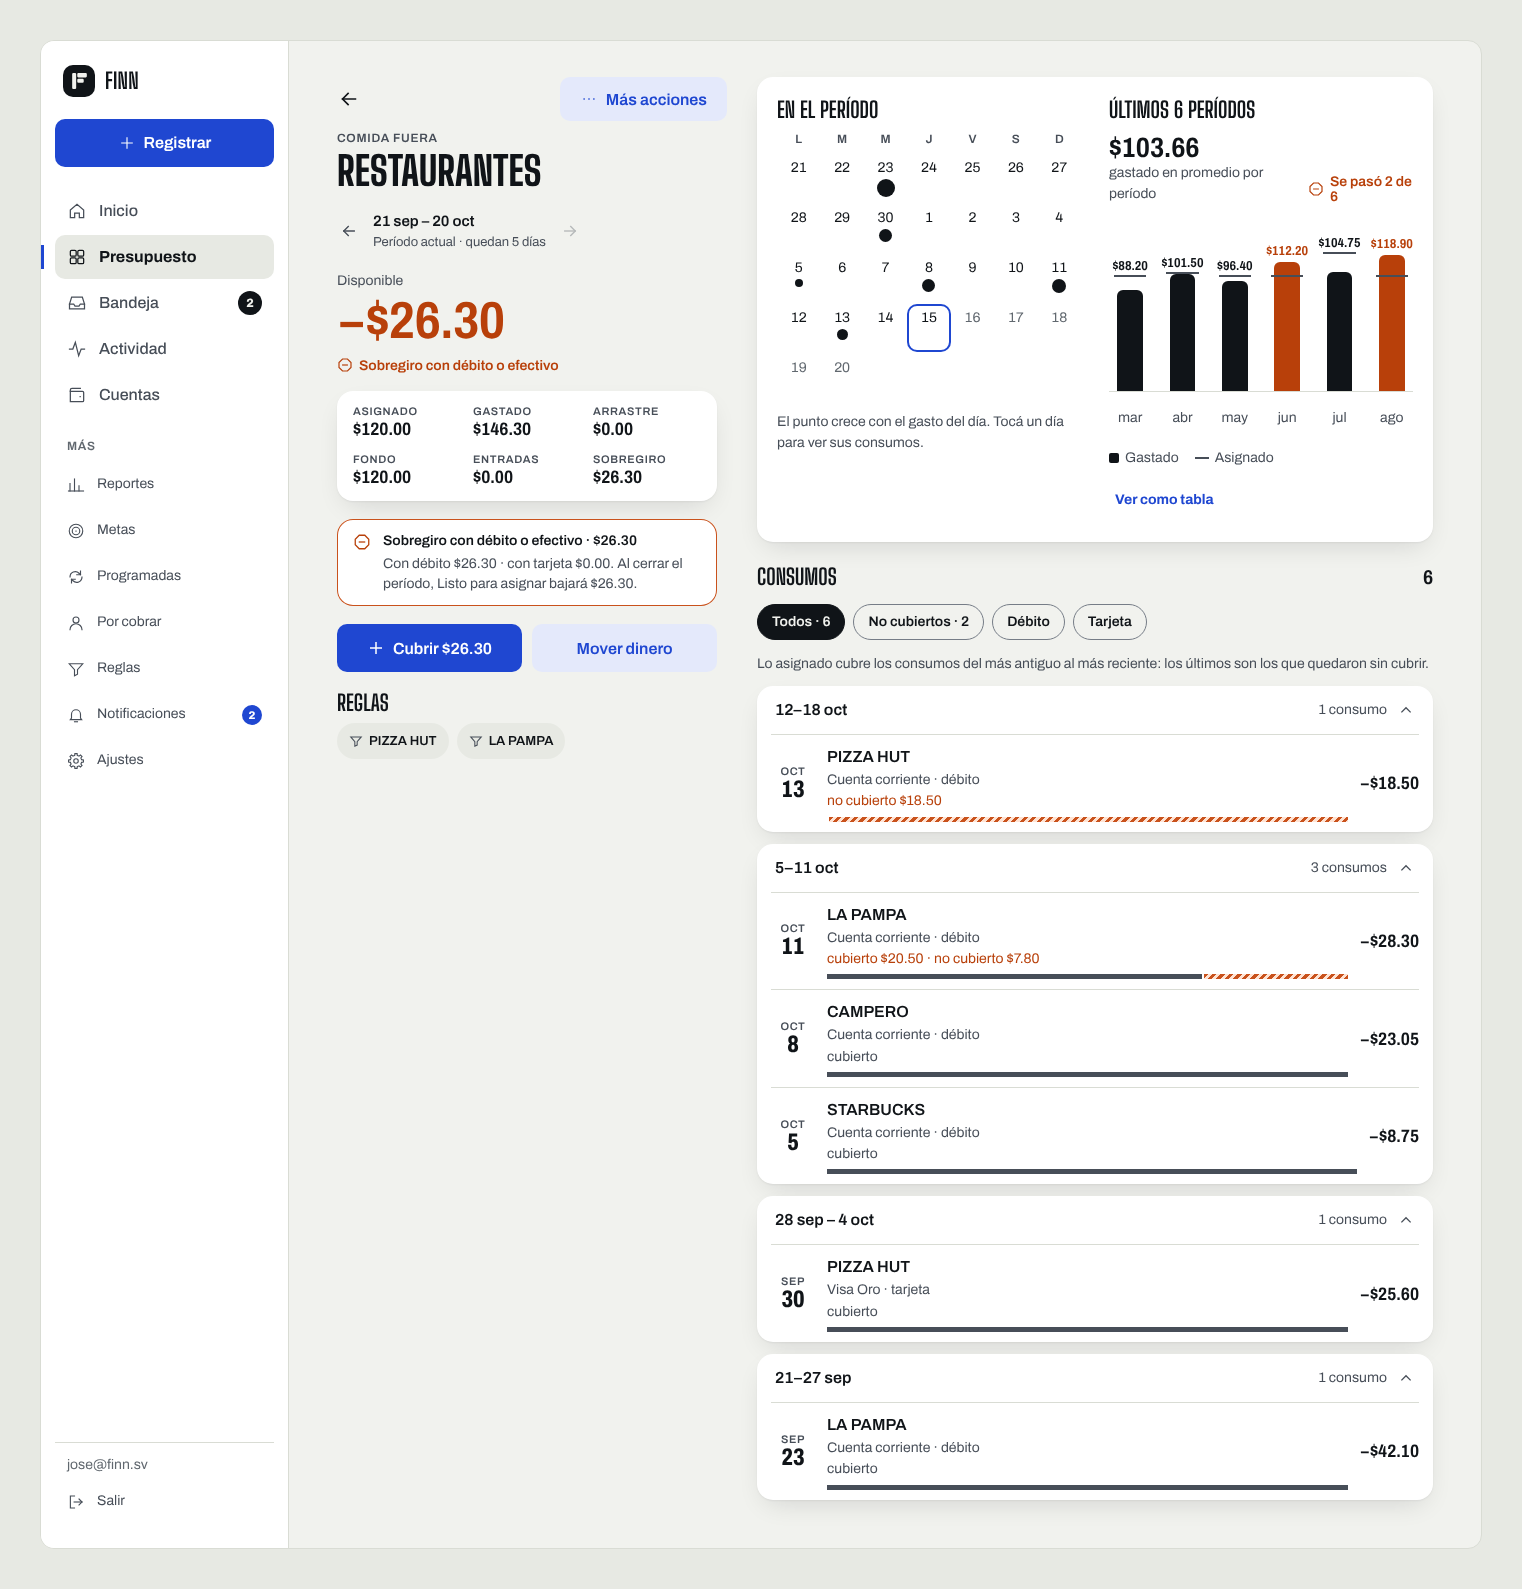 FINN
Registrar
Inicio
Presupuesto
Bandeja 2
Actividad
Cuentas
MÁS
Reportes
Metas
Programadas
Por cobrar
Reglas
Notificaciones 2
Ajustes
jose@finn.sv
Salir
Más acciones
COMIDA FUERA
RESTAURANTES
21 sep – 20 oct
Período actual · quedan 5 días
Disponible
–$26.30
Sobregiro con débito o efectivo
ASIGNADO GASTADO ARRASTRE
$120.00 $146.30 $0.00
FONDO ENTRADAS SOBREGIRO
$120.00 $0.00 $26.30
Sobregiro con débito o efectivo · $26.30
Con débito $26.30 · con tarjeta $0.00. Al cerrar el
período, Listo para asignar bajará $26.30.
Cubrir $26.30
Mover dinero
REGLAS
PIZZA HUT LA PAMPA
EN EL PERÍODO
L M M J V S D
21 22 23 24 25 26 27
28 29 30 1 2 3 4
5 6 7 8 9 10 11
12 13 14 15 16 17 18
19 20
El punto crece con el gasto del día. Tocá un día
para ver sus consumos.
ÚLTIMOS 6 PERÍODOS
$103.66
gastado en promedio por
período
Se pasó 2 de
6
$88.20 $101.50 $96.40 $112.20 $104.75 $118.90
mar abr may jun jul ago
Gastado Asignado
Ver como tabla
CONSUMOS 6
Todos · 6 No cubiertos · 2 Débito Tarjeta
Lo asignado cubre los consumos del más antiguo al más reciente: los últimos son los que quedaron sin cubrir.
12–18 oct 1 consumo
OCT
13
PIZZA HUT
Cuenta corriente · débito
no cubierto $18.50
–$18.50
5–11 oct 3 consumos
OCT
11
LA PAMPA
Cuenta corriente · débito
cubierto $20.50 · no cubierto $7.80
–$28.30
OCT
8
CAMPERO
Cuenta corriente · débito
cubierto
–$23.05
OCT
5
STARBUCKS
Cuenta corriente · débito
cubierto
–$8.75
28 sep – 4 oct 1 consumo
SEP
30
PIZZA HUT
Visa Oro · tarjeta
cubierto
–$25.60
21–27 sep 1 consumo
SEP
23
LA PAMPA
Cuenta corriente · débito
cubierto
–$42.10